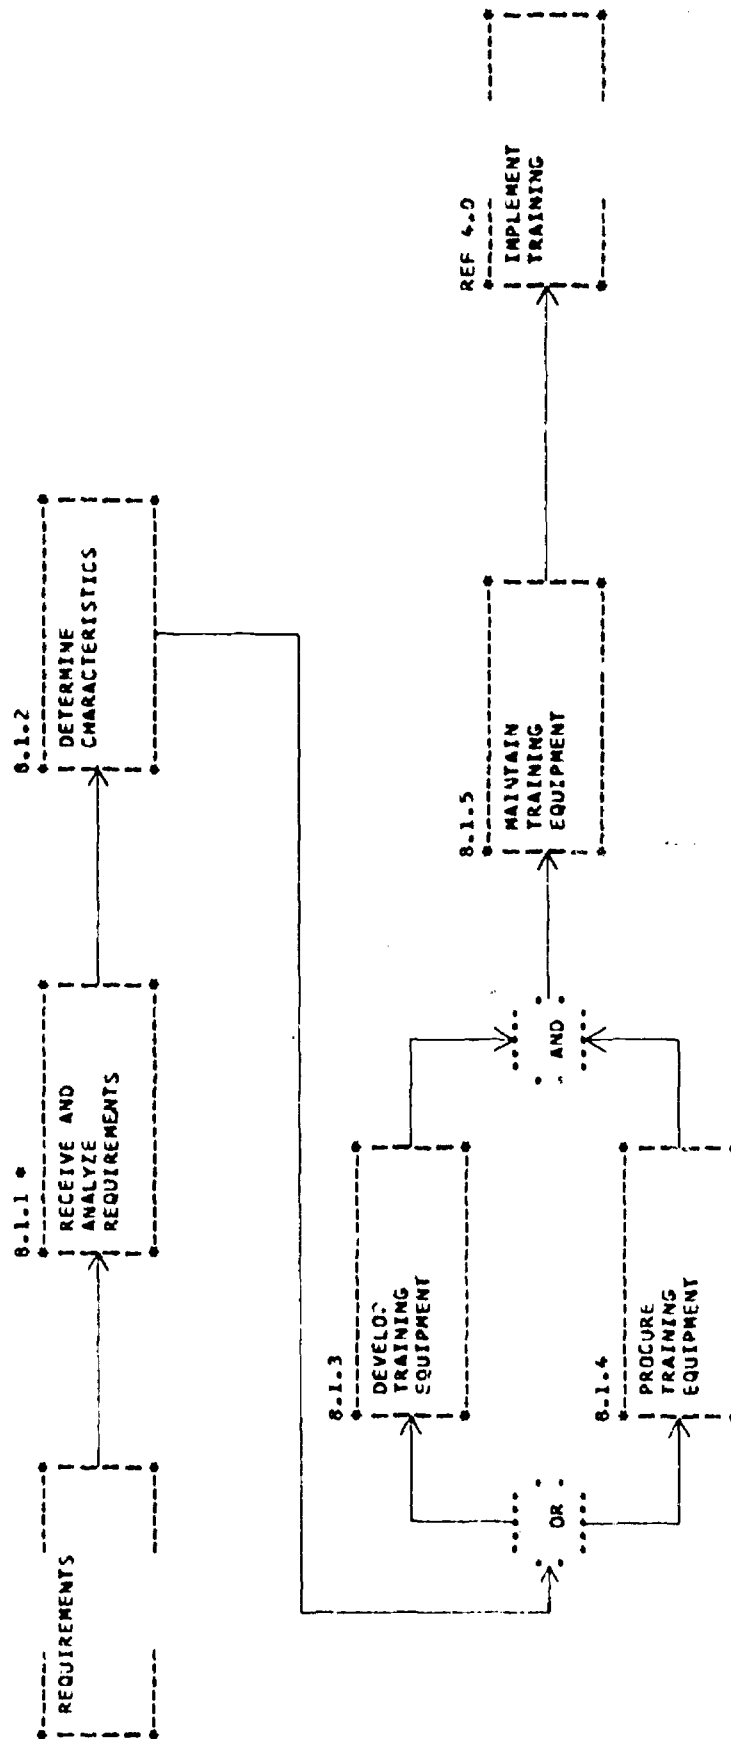 REQUIREMENTS
8.1.1 *
RECEIVE AND
ANALYZE
REQUIREMENTS
8.1.2
DETERMINE
CHARACTERISTICS
OR
8.1.3
DEVELOP
TRAINING
EQUIPMENT
8.1.4
PROCURE
TRAINING
EQUIPMENT
AND
8.1.5
MAINTAIN
TRAINING
EQUIPMENT
REF 4.0
IMPLEMENT
TRAINING